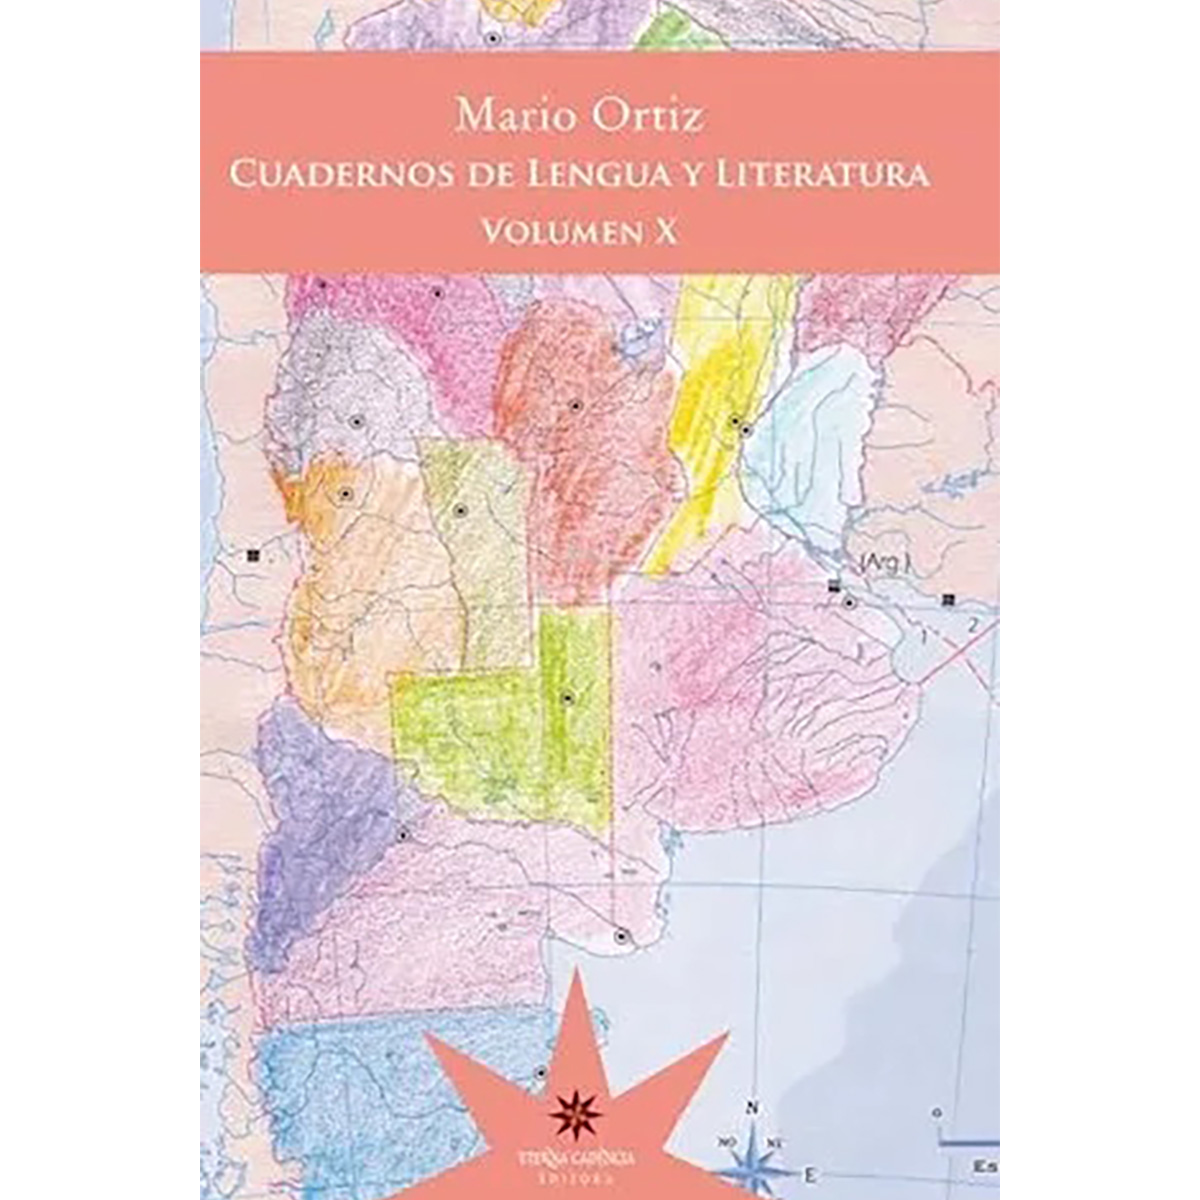 Mario Ortiz
Cuadernos de Lengua y Literatura
Volumen X
(Arg.)
1
2
N
NO
NE
E
Es
ETERNA CADENCIA
EDITORA